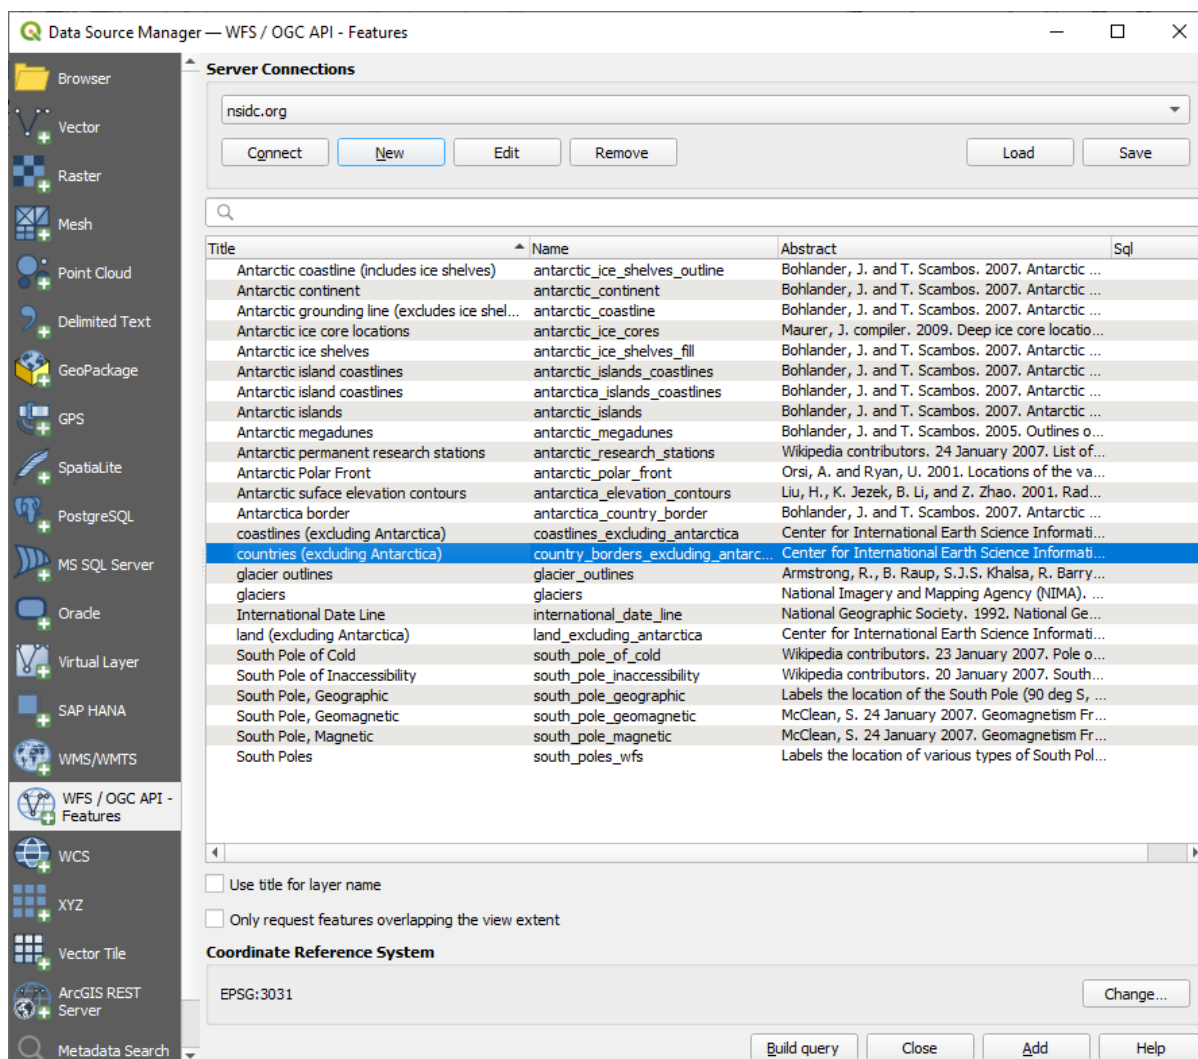 Data Source Manager — WFS / OGC API - Features
Browser
Vector
Raster
Mesh
Point Cloud
Delimited Text
GeoPackage
GPS
SpatiaLite
PostgreSQL
MS SQL Server
Oracle
Virtual Layer
SAP HANA
WMS/WMTS
WFS / OGC API -
Features
WCS
XYZ
Vector Tile
ArcGIS REST
Server
Metadata Search
Server Connections
nsidc.org
Connect New Edit Remove Load Save
Title Name Abstract Sql
Antarctic coastline (includes ice shelves) antarctic_ice_shelves_outline Bohlander, J. and T. Scambos. 2007. Antarctic ...
Antarctic continent antarctic_continent Bohlander, J. and T. Scambos. 2007. Antarctic ...
Antarctic grounding line (excludes ice shel... antarctic_coastline Bohlander, J. and T. Scambos. 2007. Antarctic ...
Antarctic ice core locations antarctic_ice_cores Maurer, J. compiler. 2009. Deep ice core locatio...
Antarctic ice shelves antarctic_ice_shelves_fill Bohlander, J. and T. Scambos. 2007. Antarctic ...
Antarctic island coastlines antarctic_islands_coastlines Bohlander, J. and T. Scambos. 2007. Antarctic ...
Antarctic island coastlines antarctica_islands_coastlines Bohlander, J. and T. Scambos. 2007. Antarctic ...
Antarctic islands antarctic_islands Bohlander, J. and T. Scambos. 2007. Antarctic ...
Antarctic megadunes antarctic_megadunes Bohlander, J. and T. Scambos. 2005. Outlines o...
Antarctic permanent research stations antarctic_research_stations Wikipedia contributors. 24 January 2007. List of...
Antarctic Polar Front antarctic_polar_front Orsi, A. and Ryan, U. 2001. Locations of the va...
Antarctic suface elevation contours antarctica_elevation_contours Liu, H., K. Jezek, B. Li, and Z. Zhao. 2001. Rad...
Antarctica border antarctica_country_border Bohlander, J. and T. Scambos. 2007. Antarctic ...
coastlines (excluding Antarctica) coastlines_excluding_antarctica Center for International Earth Science Informati...
countries (excluding Antarctica) country_borders_excluding_antarc... Center for International Earth Science Informati...
glacier outlines glacier_outlines Armstrong, R., B. Raup, S.J.S. Khalsa, R. Barry...
glaciers glaciers National Imagery and Mapping Agency (NIMA). ...
International Date Line international_date_line National Geographic Society. 1992. National Ge...
land (excluding Antarctica) land_excluding_antarctica Center for International Earth Science Informati...
South Pole of Cold south_pole_of_cold Wikipedia contributors. 23 January 2007. Pole o...
South Pole of Inaccessibility south_pole_inaccessibility Wikipedia contributors. 20 January 2007. South...
South Pole, Geographic south_pole_geographic Labels the location of the South Pole (90 deg S, ...
South Pole, Geomagnetic south_pole_geomagnetic McClean, S. 24 January 2007. Geomagnetism Fr...
South Pole, Magnetic south_pole_magnetic McClean, S. 24 January 2007. Geomagnetism Fr...
South Poles south_poles_wfs Labels the location of various types of South Pol...
Use title for layer name
Only request features overlapping the view extent
Coordinate Reference System
EPSG:3031 Change...
Build query Close Add Help